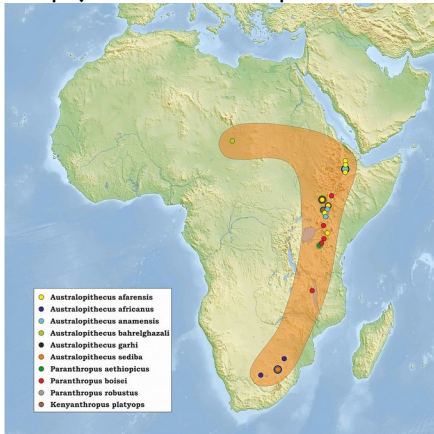 Australopithecus afarensis
Australopithecus africanus
Australopithecus anamensis
Australopithecus bahrelghazali
Australopithecus garhi
Australopithecus sediba
Paranthropus aethiopicus
Paranthropus boisei
Paranthropus robustus
Kenyanthropus platyops